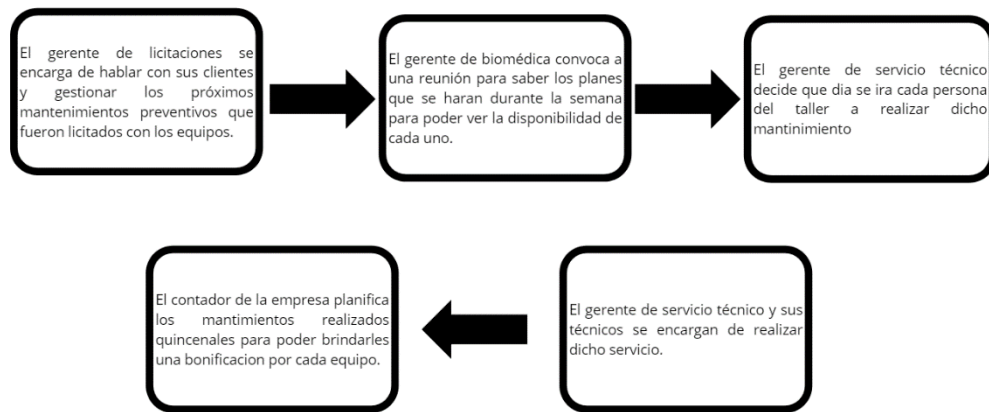 El gerente de licitaciones se
encarga de hablar con sus clientes
y gestionar los próximos
mantenimientos preventivos que
fueron licitados con los equipos.
El gerente de biomédica convoca a
una reunión para saber los planes
que se haran durante la semana
para poder ver la disponibilidad de
cada uno.
El gerente de servicio técnico
decide que dia se ira cada persona
del taller a realizar dicho
mantinimiento
El gerente de servicio técnico y sus
técnicos se encargan de realizar
dicho servicio.
El contador de la empresa planifica
los mantimientos realizados
quincenales para poder brindarles
una bonificacion por cada equipo.